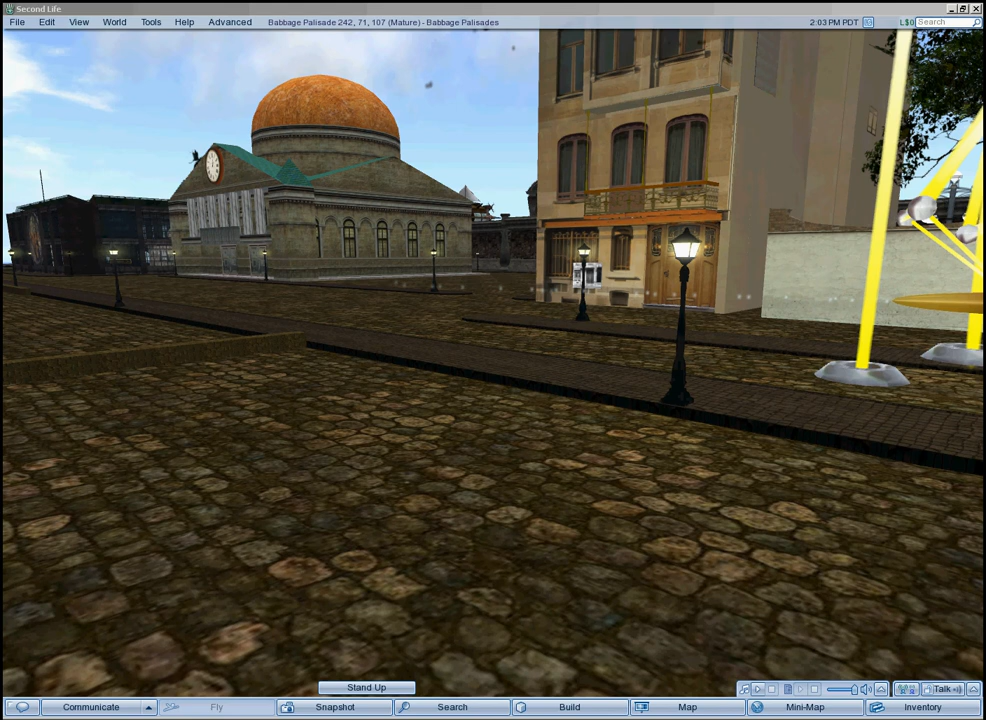 Second Life
File Edit View World Tools Help Advanced Babbage Palisade 242, 71, 107 (Mature) - Babbage Palisades 2:03 PM PDT L$0 Search
Stand Up
Talk
Communicate Fly Snapshot Search Build Map Mini-Map Inventory